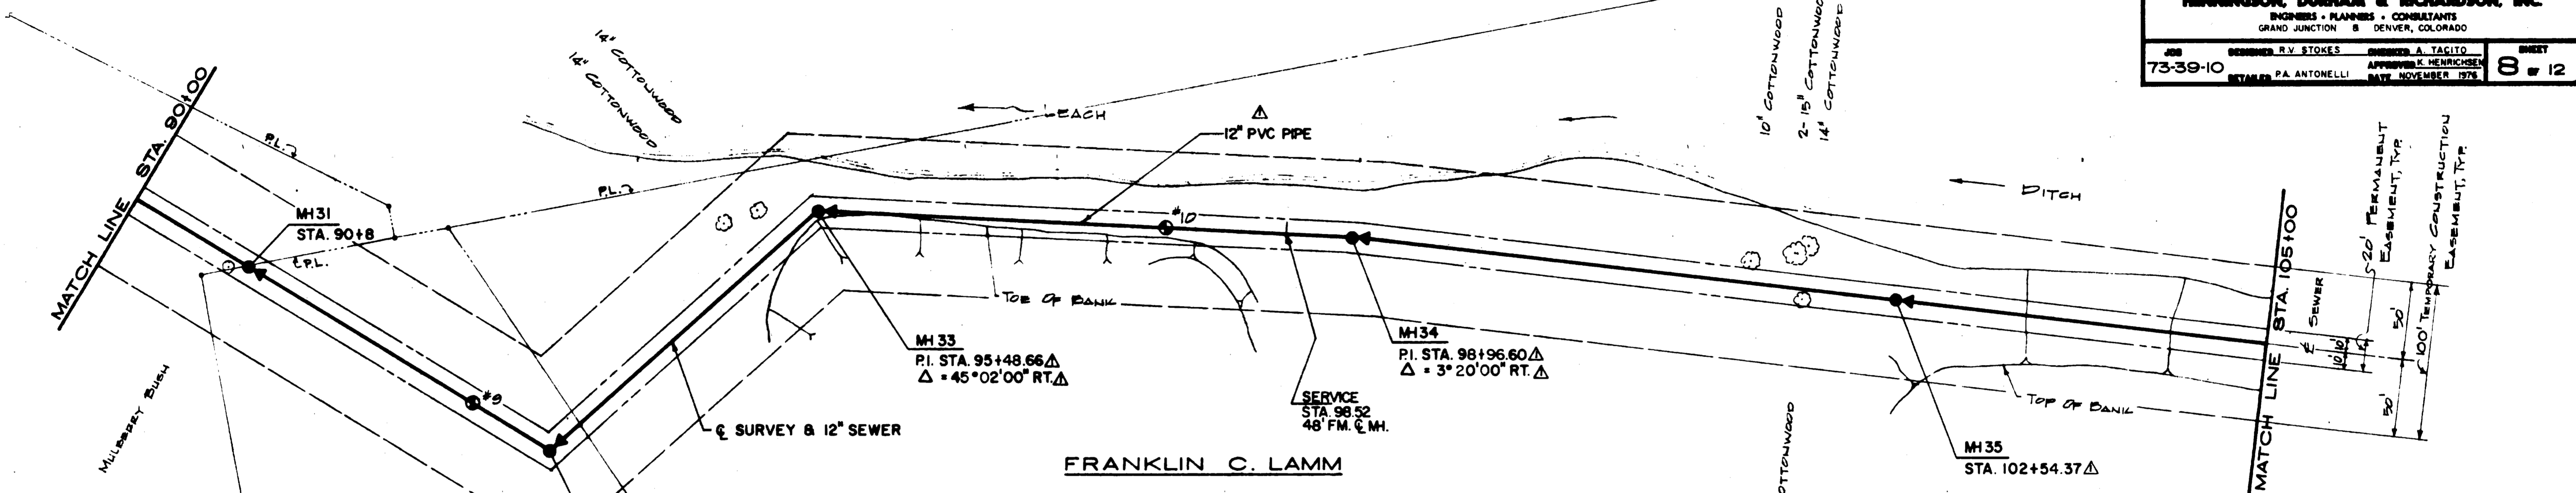 ENGINEERS • PLANNERS • CONSULTANTS
GRAND JUNCTION & DENVER, COLORADO
JOB
73-39-10
DESIGNED R.V. STOKES
DETAILED P.A. ANTONELLI
CHECKED A. TACITO
APPROVED K. HENRICHSEN
DATE NOVEMBER 1976
SHEET
8 OF 12
MATCH LINE STA. 90+00
P.L.
14" COTTONWOOD
14" COTTONWOOD
P.L.
LEACH
12" PVC PIPE
10" COTTONWOOD
2-15" COTTONWOOD
14" COTTONWOOD
DITCH
MH 31
STA. 90+8
P.L.
#10
#9
TOE OF BANK
MULBERRY BUSH
℄ SURVEY & 12" SEWER
MH 33
P.I. STA. 95+48.66 ⚠
Δ = 45°02'00" RT. ⚠
SERVICE
STA. 98.52
48' FM. ℄ MH.
MH 34
P.I. STA. 98+96.60 ⚠
Δ = 3°20'00" RT. ⚠
FRANKLIN C. LAMM
COTTONWOOD
MH 35
STA. 102+54.37 ⚠
TOP OF BANK
MATCH LINE STA. 105+00
℄ SEWER
10' 10'
20' PERMANENT
EASEMENT, TYP.
50'
50'
100' TEMPORARY CONSTRUCTION
EASEMENT, TYP.